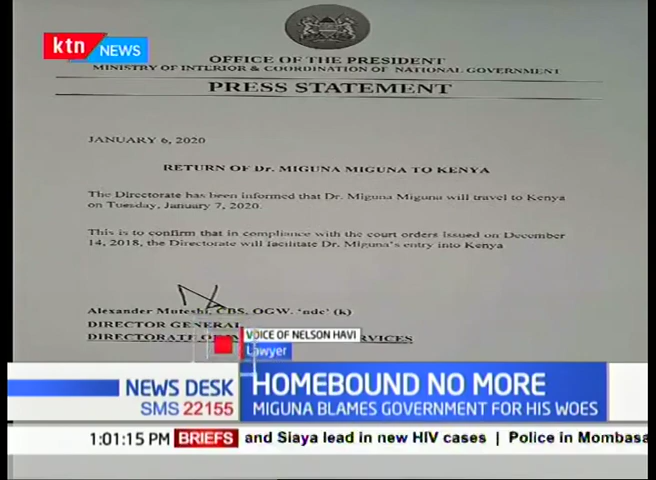 ktn NEWS
OFFICE OF THE PRESIDENT
MINISTRY OF INTERIOR & COORDINATION OF NATIONAL GOVERNMENT
PRESS STATEMENT
JANUARY 6, 2020
RETURN OF Dr. MIGUNA MIGUNA TO KENYA
The Directorate has been informed that Dr. Miguna Miguna will travel to Kenya
on Tuesday, January 7, 2020.
This is to confirm that in compliance with the court orders issued on December
14, 2018, the Directorate will facilitate Dr. Miguna's entry into Kenya
Alexander Muteshi, CBS, OGW. 'ndc' (k)
DIRECTOR GENERAL
DIRECTORATE OF SERVICES
VOICE OF NELSON HAVI
Lawyer
NEWS DESK
SMS 22155
HOMEBOUND NO MORE
MIGUNA BLAMES GOVERNMENT FOR HIS WOES
1:01:15 PM BRIEFS and Siaya lead in new HIV cases | Police in Mombasa